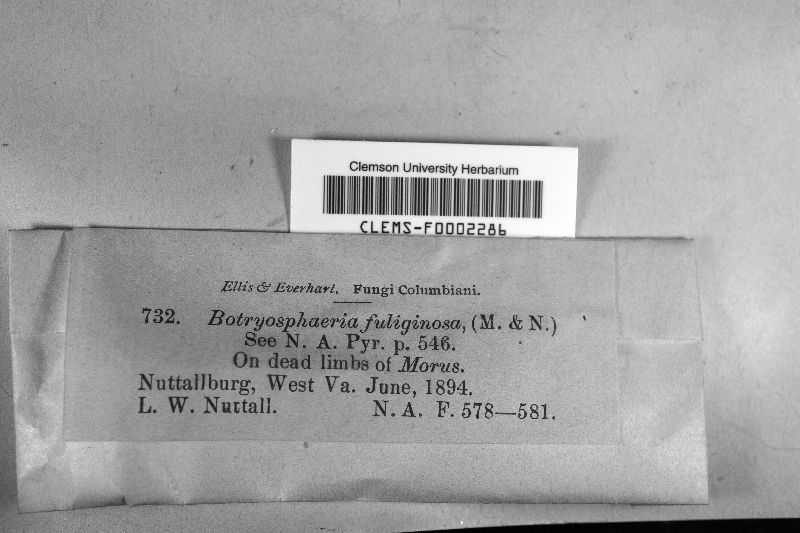 Clemson University Herbarium
CLEMS-F0002286
Ellis & Everhart. Fungi Columbiani.
732. Botryosphaeria fuliginosa, (M. & N.)
See N. A. Pyr. p. 546.
On dead limbs of Morus.
Nuttallburg, West Va. June, 1894.
L. W. Nuttall. N. A. F. 578—581.